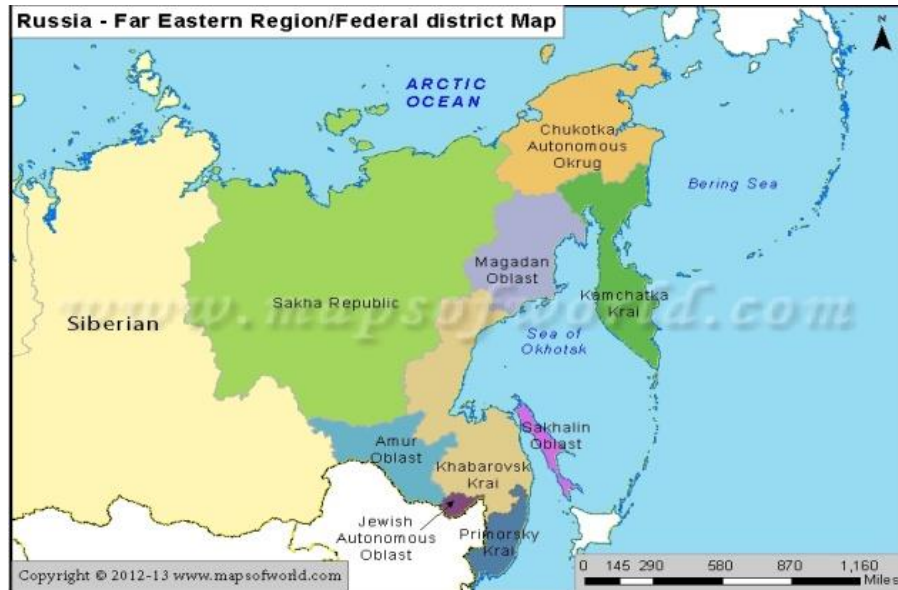 Russia - Far Eastern Region/Federal district Map
N
ARCTIC
OCEAN
Chukotka
Autonomous
Okrug
Bering Sea
Magadan
Oblast
Sakha Republic
Kamchatka
Krai
www.mapsofworld.com
Siberian
Sea of
Okhotsk
Sakhalin
Oblast
Amur
Oblast
Khabarovsk
Krai
Jewish
Autonomous
Oblast
Primorsky
Krai
Copyright © 2012-13 www.mapsofworld.com
0 145 290 580 870 1,160
Miles